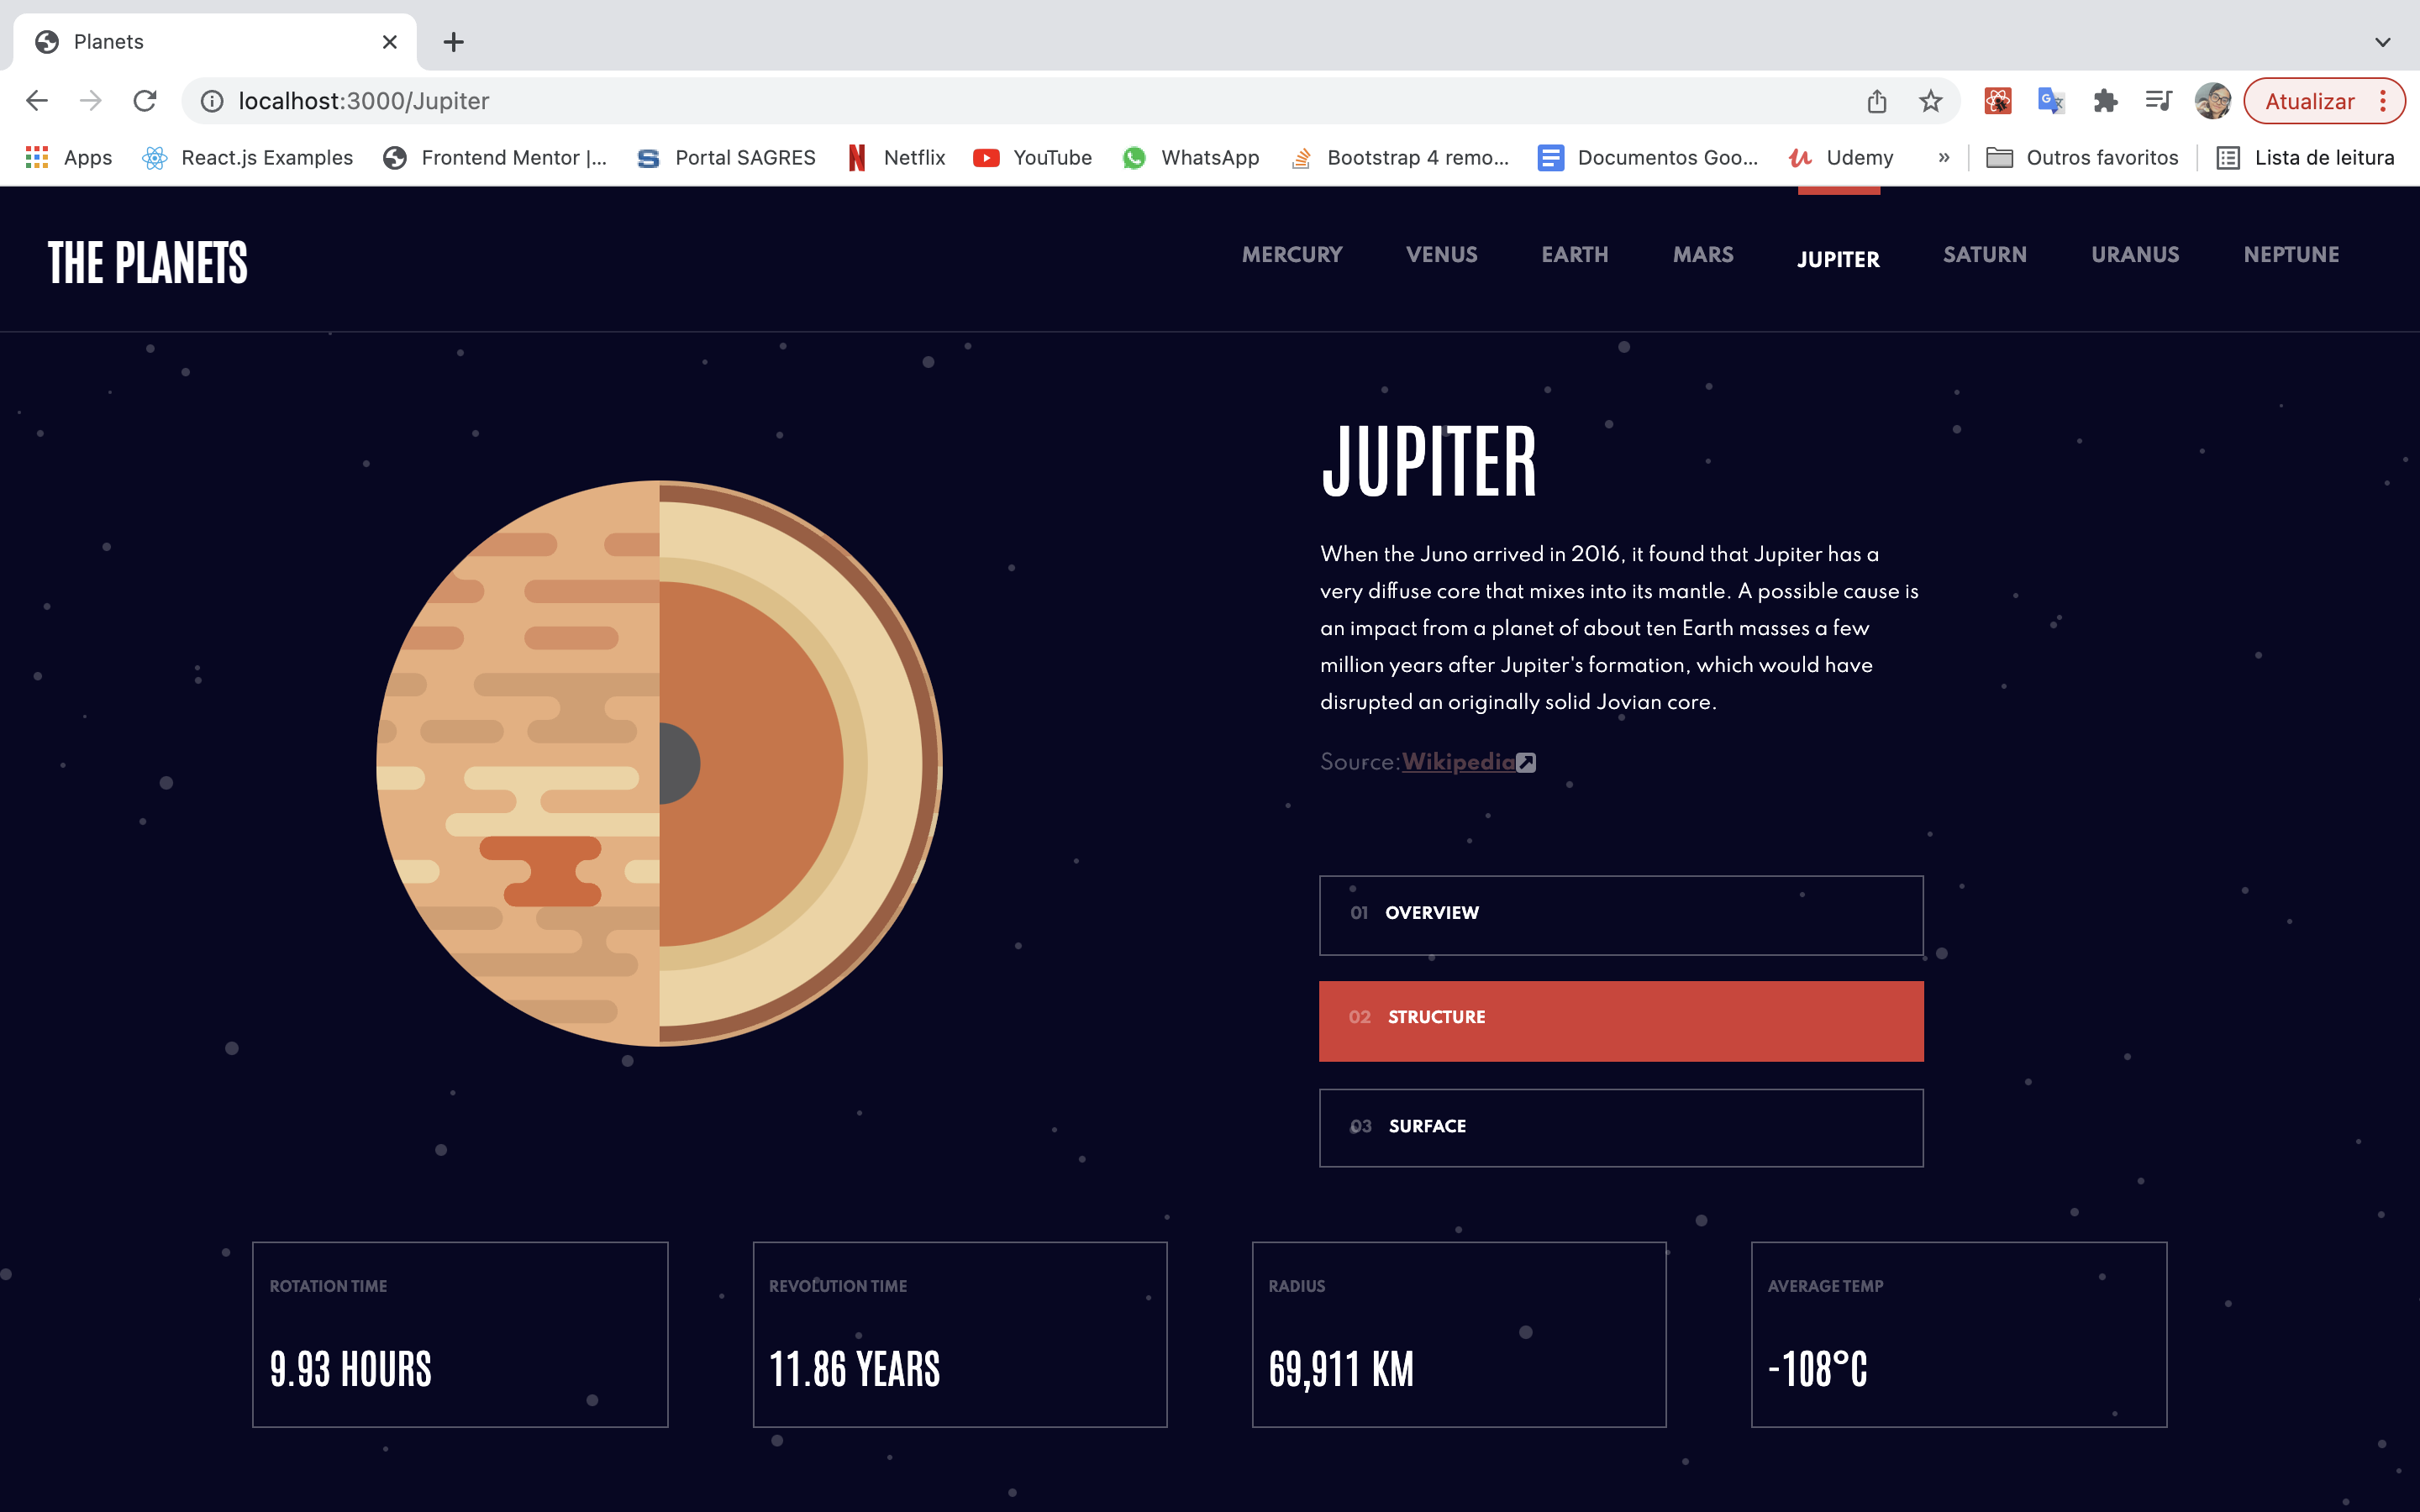 Planets
localhost:3000/Jupiter
Atualizar
Apps React.js Examples Frontend Mentor |... Portal SAGRES Netflix YouTube WhatsApp Bootstrap 4 remo... Documentos Goo... Udemy » Outros favoritos Lista de leitura
THE PLANETS
MERCURY VENUS EARTH MARS JUPITER SATURN URANUS NEPTUNE
JUPITER
When the Juno arrived in 2016, it found that Jupiter has a
very diffuse core that mixes into its mantle. A possible cause is
an impact from a planet of about ten Earth masses a few
million years after Jupiter's formation, which would have
disrupted an originally solid Jovian core.
Source:Wikipedia
01 OVERVIEW
02 STRUCTURE
03 SURFACE
ROTATION TIME
9.93 HOURS
REVOLUTION TIME
11.86 YEARS
RADIUS
69,911 KM
AVERAGE TEMP
-108°C